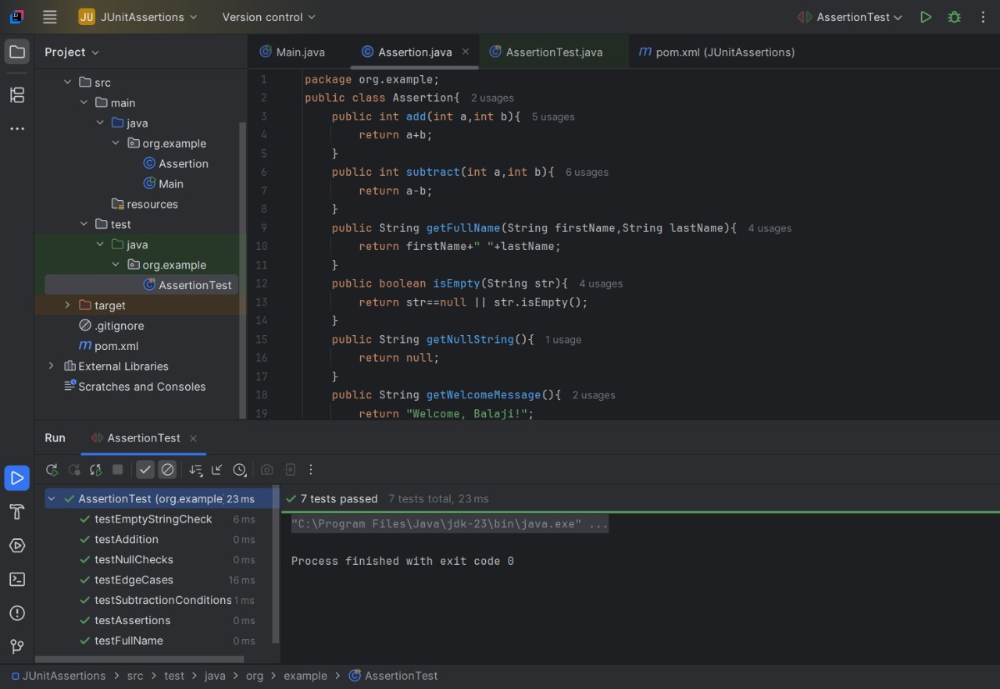 JU JUnitAssertions Version control AssertionTest
Project
Main.java Assertion.java AssertionTest.java m pom.xml (JUnitAssertions)
src
main
java
org.example
Assertion
Main
resources
test
java
org.example
AssertionTest
target
.gitignore
m pom.xml
External Libraries
Scratches and Consoles
1 package org.example;
2 public class Assertion{ 2 usages
3 public int add(int a,int b){ 5 usages
4 return a+b;
5 }
6 public int subtract(int a,int b){ 6 usages
7 return a-b;
8 }
9 public String getFullName(String firstName,String lastName){ 4 usages
10 return firstName+" "+lastName;
11 }
12 public boolean isEmpty(String str){ 4 usages
13 return str==null || str.isEmpty();
14 }
15 public String getNullString(){ 1 usage
16 return null;
17 }
18 public String getWelcomeMessage(){ 2 usages
19 return "Welcome, Balaji!";
Run AssertionTest
AssertionTest (org.example) 23 ms
testEmptyStringCheck 6 ms
testAddition 0 ms
testNullChecks 0 ms
testEdgeCases 16 ms
testSubtractionConditions 1 ms
testAssertions 0 ms
testFullName 0 ms
7 tests passed 7 tests total, 23 ms
"C:\Program Files\Java\jdk-23\bin\java.exe" ...
Process finished with exit code 0
JUnitAssertions > src > test > java > org > example > AssertionTest